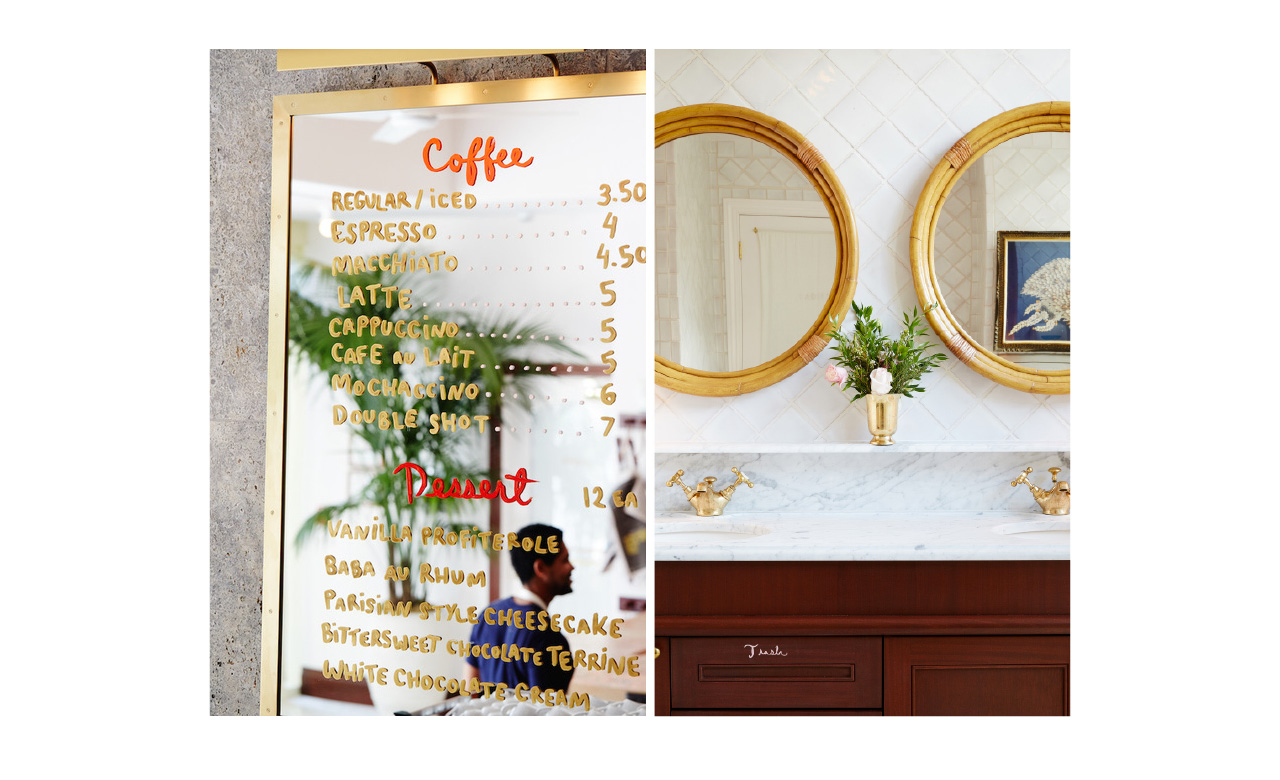 Coffee
REGULAR / iCED ........ 3.50
ESPRESSO ........ 4
MACCHiATO ........ 4.50
LATTE ........ 5
CAPPUCCiNO ........ 5
CAFE AU LAiT ........ 5
MOCHACCiNO ........ 6
DOUBLE SHOT ........ 7
Dessert 12 EA
VANiLLA PROFiTEROLE
BABA AU RHUM
PARiSiAN STYLE CHEESECAKE
BiTTERSWEET CHOCOLATE TERRiNE
WHiTE CHOCOLATE CREAM
Trash